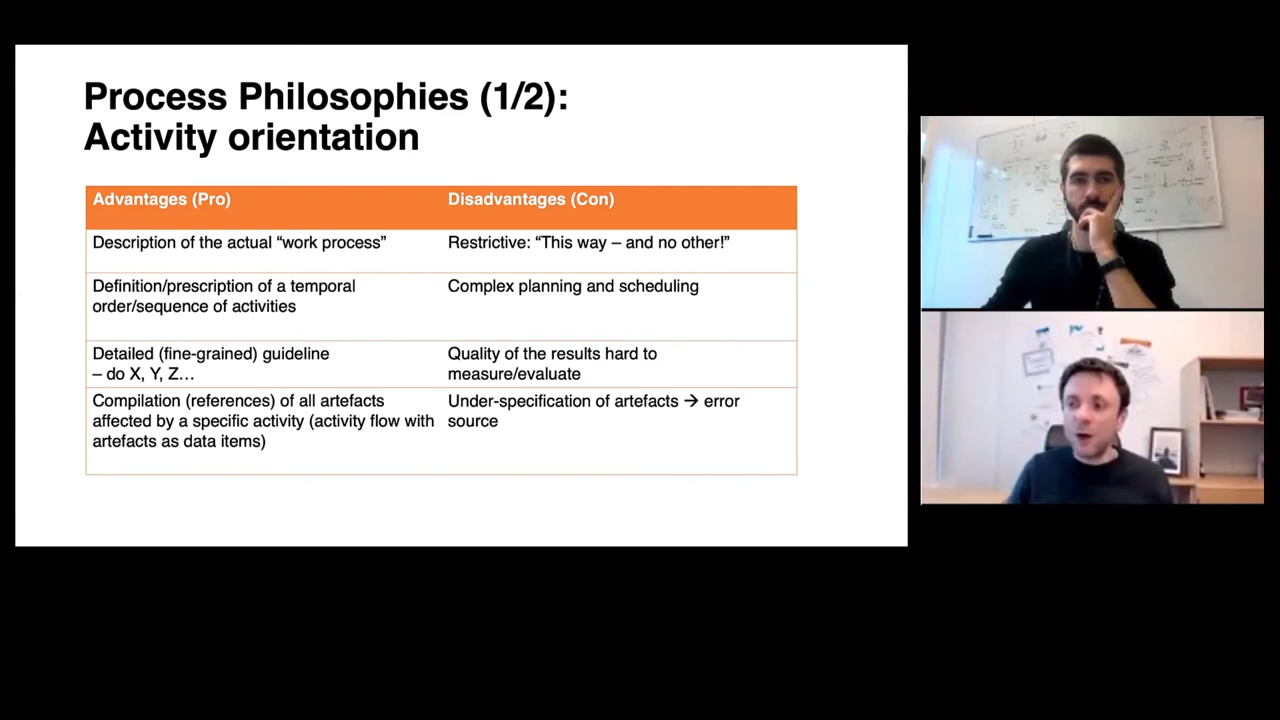 Process Philosophies (1/2):
Activity orientation
Advantages (Pro)
Disadvantages (Con)
Description of the actual “work process”
Restrictive: “This way – and no other!”
Definition/prescription of a temporal
order/sequence of activities
Complex planning and scheduling
Detailed (fine-grained) guideline
– do X, Y, Z…
Quality of the results hard to
measure/evaluate
Compilation (references) of all artefacts
affected by a specific activity (activity flow with
artefacts as data items)
Under-specification of artefacts → error
source